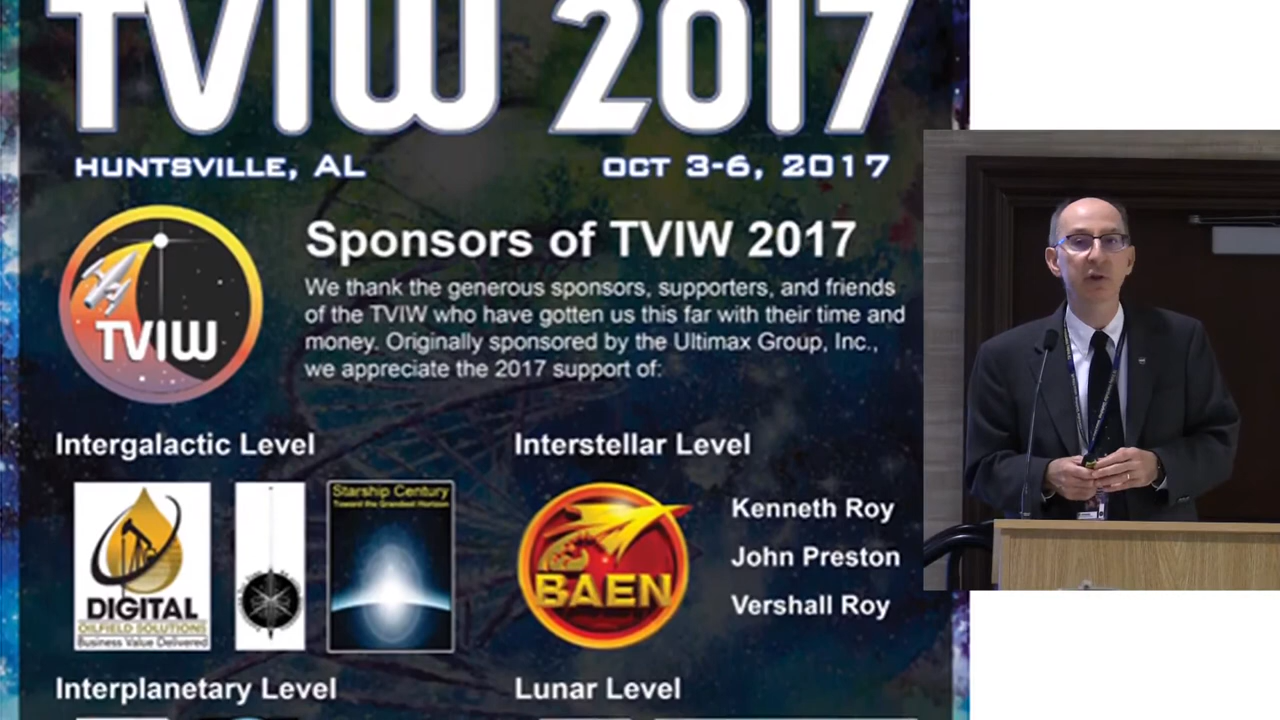 TVIW 2017
HUNTSVILLE, AL
OCT 3-6, 2017
TVIW
Sponsors of TVIW 2017
We thank the generous sponsors, supporters, and friends
of the TVIW who have gotten us this far with their time and
money. Originally sponsored by the Ultimax Group, Inc.,
we appreciate the 2017 support of:
Intergalactic Level
Interstellar Level
DIGITAL
OILFIELD SOLUTIONS
Business Value Delivered
Starship Century
Toward the Grandest Horizon
BAEN
Kenneth Roy
John Preston
Vershall Roy
Interplanetary Level
Lunar Level